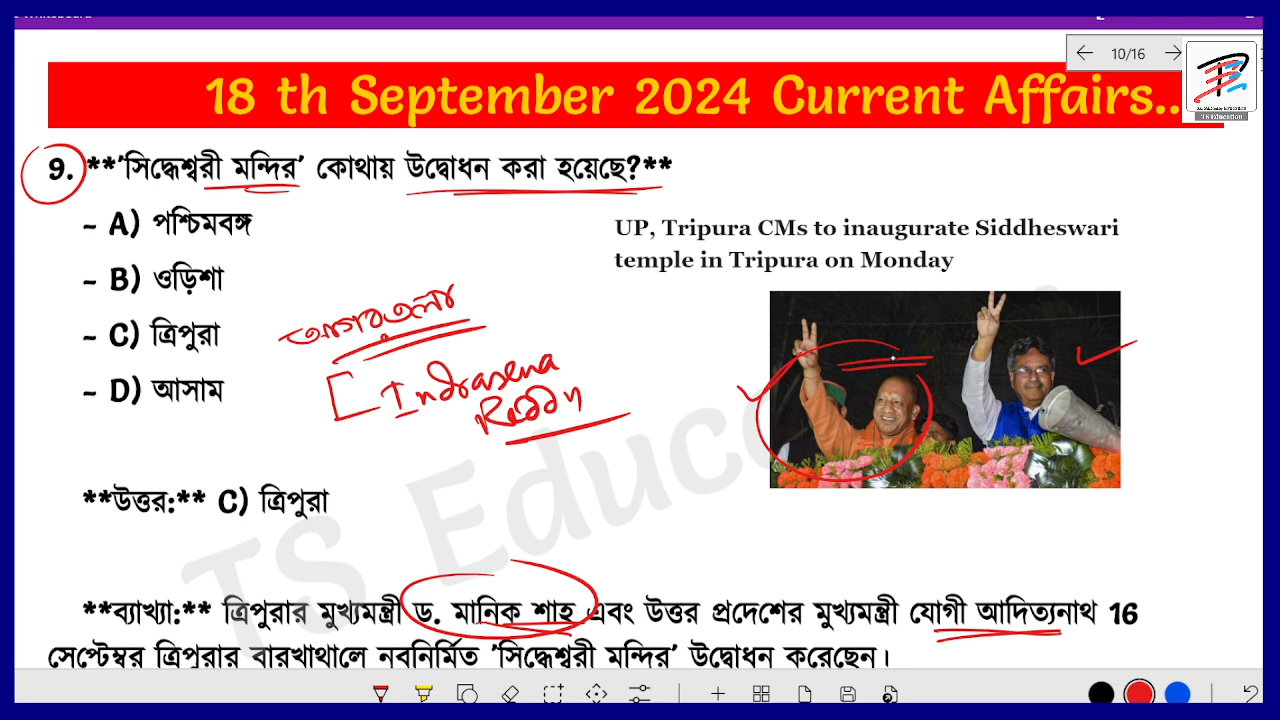 10/16
18 th September 2024 Current Affairs..
TS Education
9. **'সিদ্ধেশ্বরী মন্দির' কোথায় উদ্বোধন করা হয়েছে?**
~ A) পশ্চিমবঙ্গ
~ B) ওড়িশা
~ C) ত্রিপুরা
~ D) আসাম
UP, Tripura CMs to inaugurate Siddheswari
temple in Tripura on Monday
আগরতলা
Indrasena
Reddy
**উত্তর:** C) ত্রিপুরা
**ব্যাখ্যা:** ত্রিপুরার মুখ্যমন্ত্রী ড. মানিক শাহ এবং উত্তর প্রদেশের মুখ্যমন্ত্রী যোগী আদিত্যনাথ 16
সেপ্টেম্বর ত্রিপুরার বারখাথালে নবনির্মিত 'সিদ্ধেশ্বরী মন্দির' উদ্বোধন করেছেন।
TS Educ